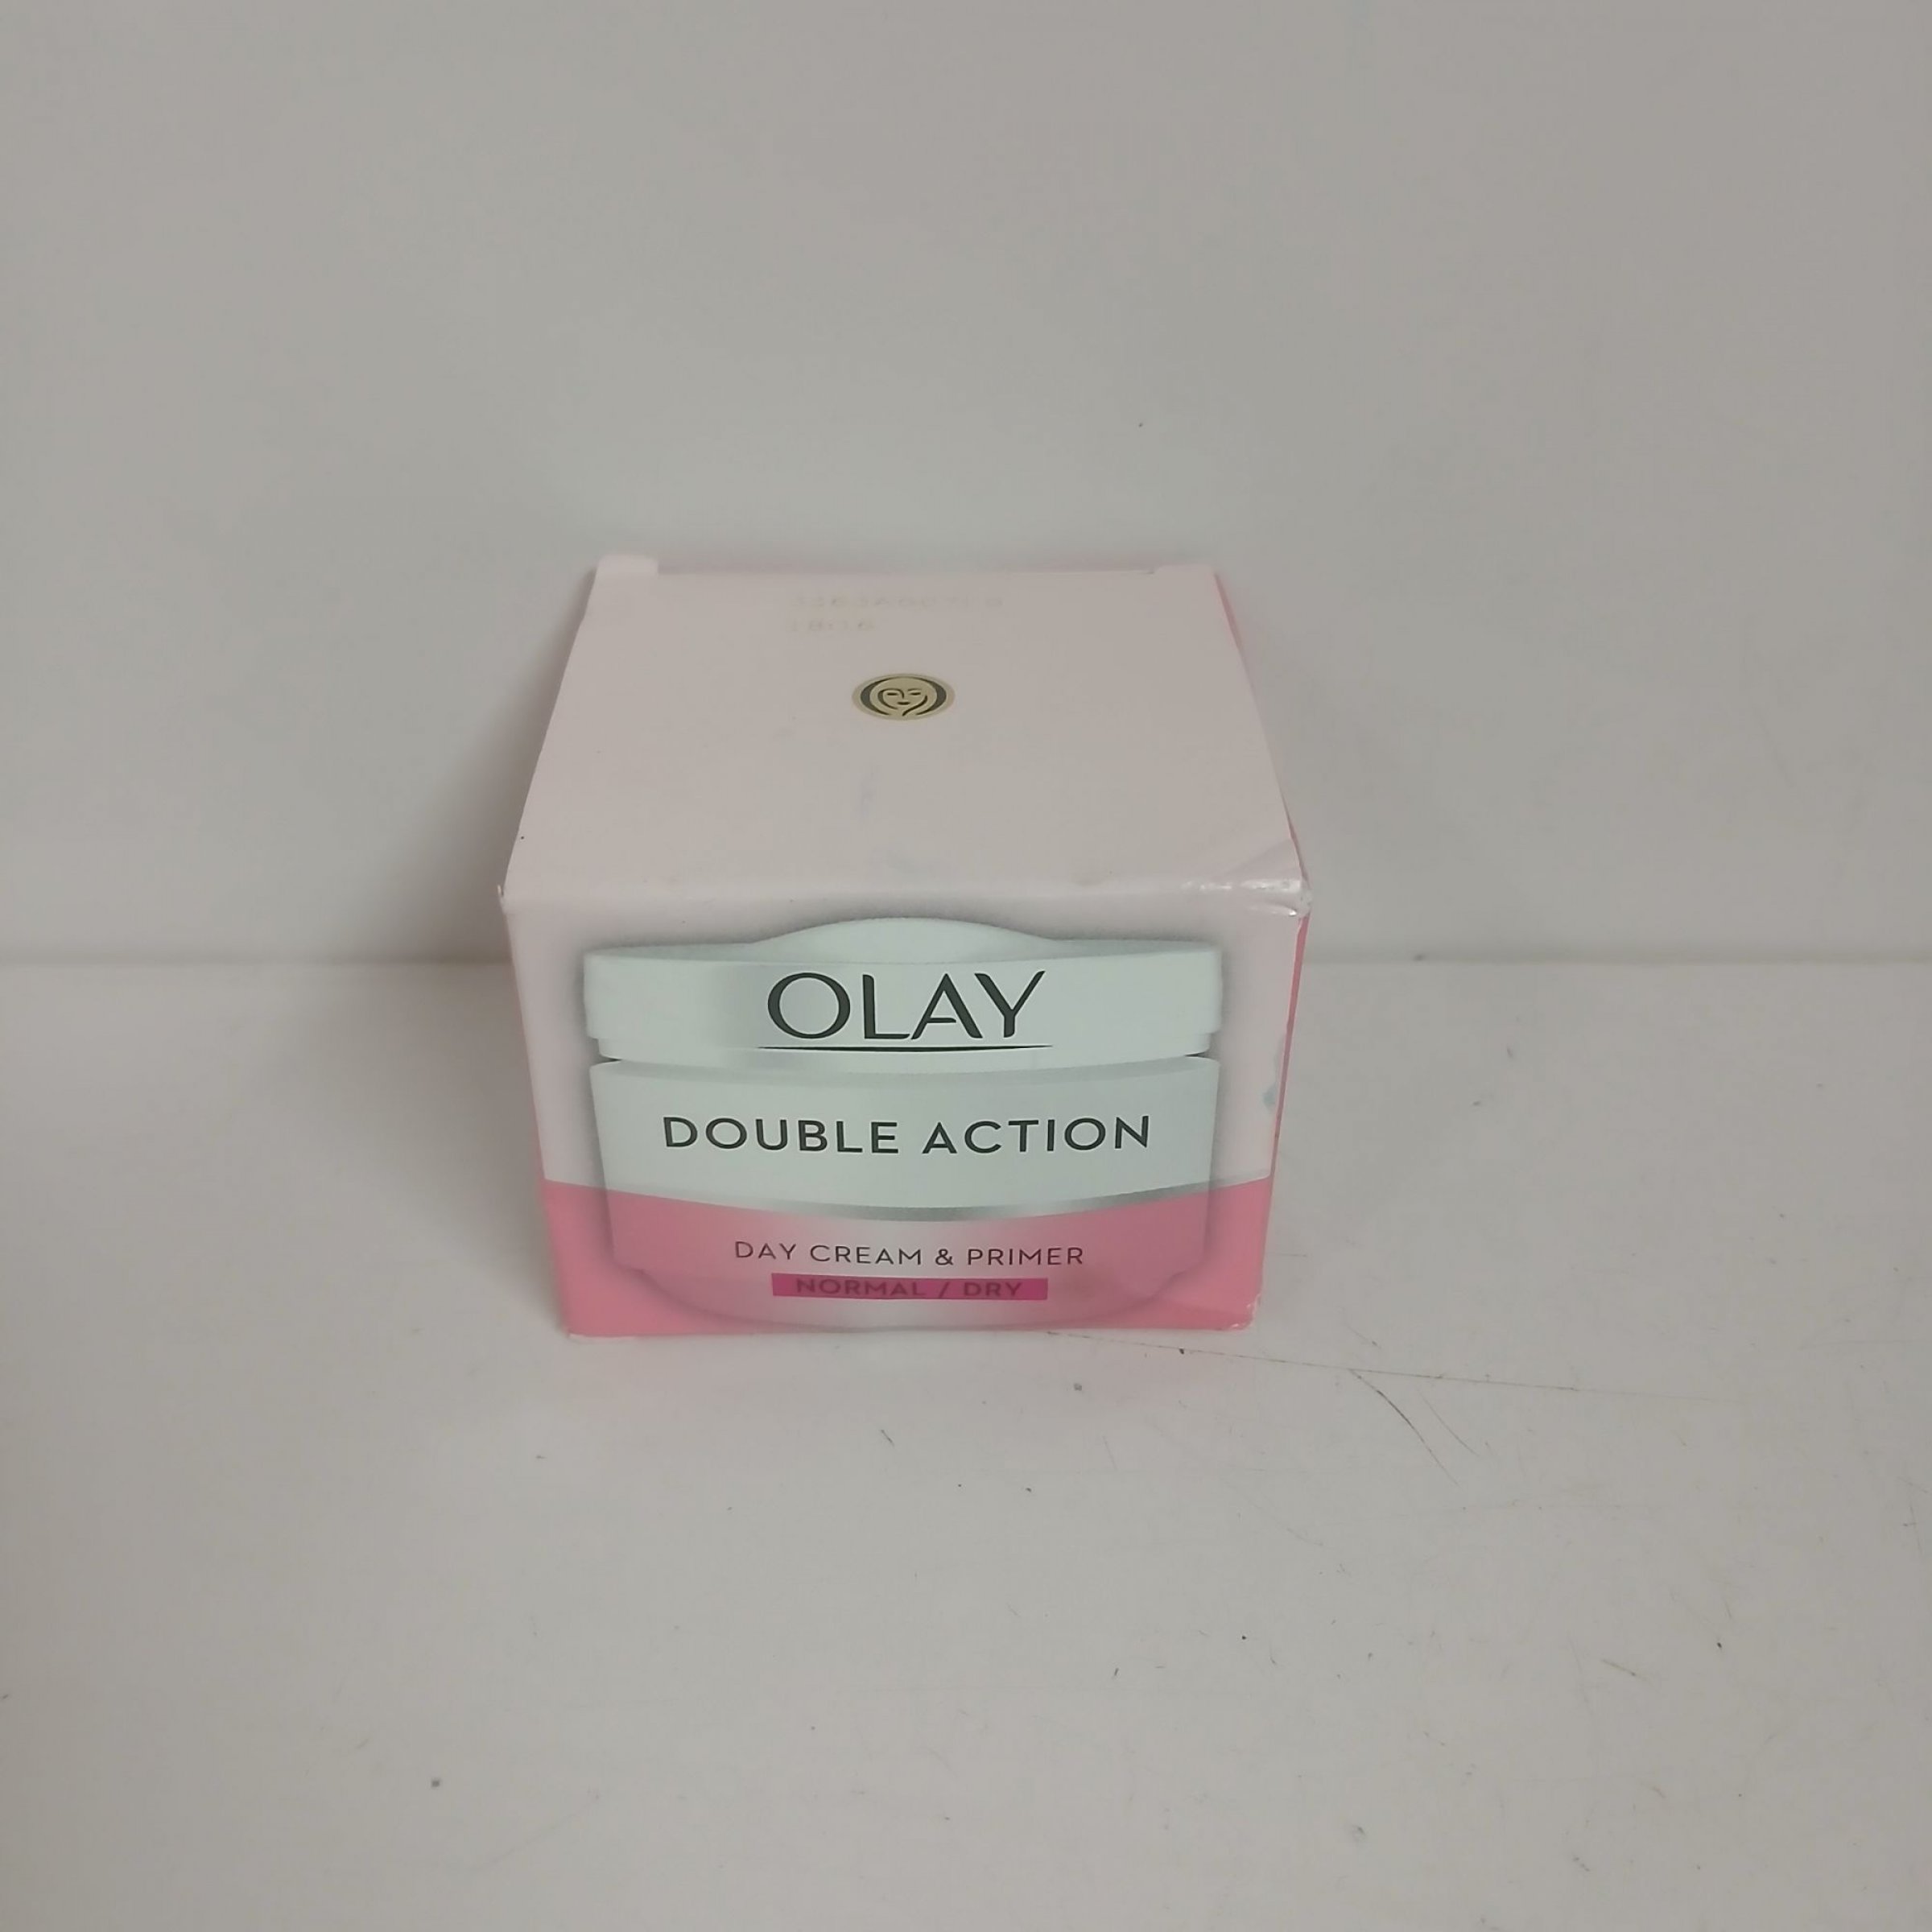 OLAY
DOUBLE ACTION
DAY CREAM & PRIMER
NORMAL / DRY